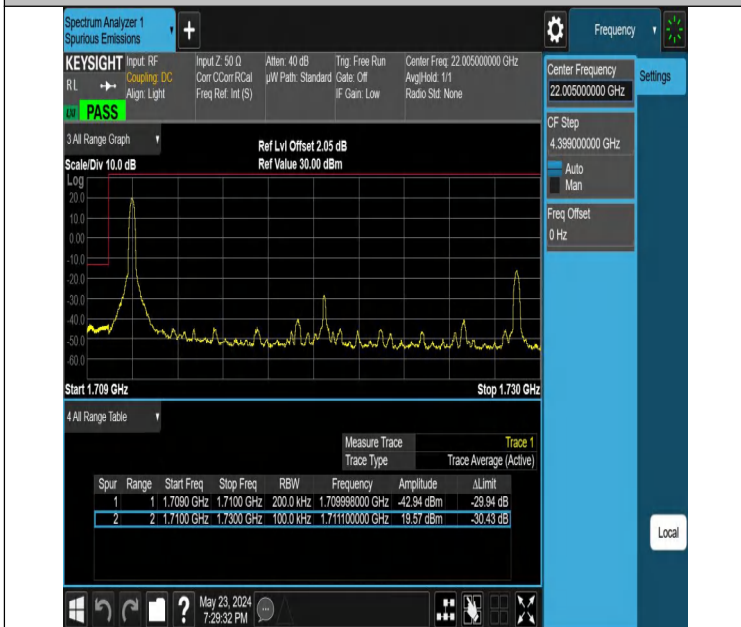 Spectrum Analyzer 1
Spurious Emissions
Frequency
KEYSIGHT Input: RF Input Z: 50 Ω Atten: 40 dB Trig: Free Run Center Freq: 22.005000000 GHz
RL Coupling: DC Corr CCorr RCal µW Path: Standard Gate: Off Avg|Hold: 1/1
Align: Light Freq Ref: Int (S) IF Gain: Low Radio Std: None
PASS
Center Frequency
22.005000000 GHz
Settings
CF Step
4.399000000 GHz
Auto
Man
Freq Offset
0 Hz
3 All Range Graph
Ref Lvl Offset 2.05 dB
Scale/Div 10.0 dB Ref Value 30.00 dBm
Log
20.0
10.0
0.00
-10.0
-20.0
-30.0
-40.0
-50.0
-60.0
Start 1.709 GHz Stop 1.730 GHz
4 All Range Table
Measure Trace Trace 1
Trace Type Trace Average (Active)
Spur Range Start Freq Stop Freq RBW Frequency Amplitude ΔLimit
1 1 1.7090 GHz 1.7100 GHz 200.0 kHz 1.709998000 GHz -42.94 dBm -29.94 dB
2 2 1.7100 GHz 1.7300 GHz 100.0 kHz 1.711100000 GHz 19.57 dBm -30.43 dB
Local
May 23, 2024
7:29:32 PM